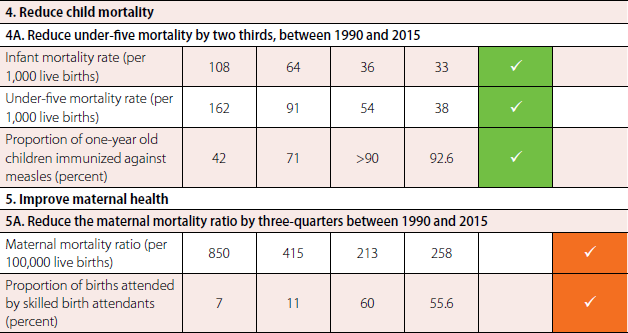 4. Reduce child mortality
4A. Reduce under-five mortality by two thirds, between 1990 and 2015
Infant mortality rate (per
1,000 live births) 108 64 36 33 ✓
Under-five mortality rate (per
1,000 live births) 162 91 54 38 ✓
Proportion of one-year old
children immunized against
measles (percent) 42 71 >90 92.6 ✓
5. Improve maternal health
5A. Reduce the maternal mortality ratio by three-quarters between 1990 and 2015
Maternal mortality ratio (per
100,000 live births) 850 415 213 258 ✓
Proportion of births attended
by skilled birth attendants
(percent) 7 11 60 55.6 ✓